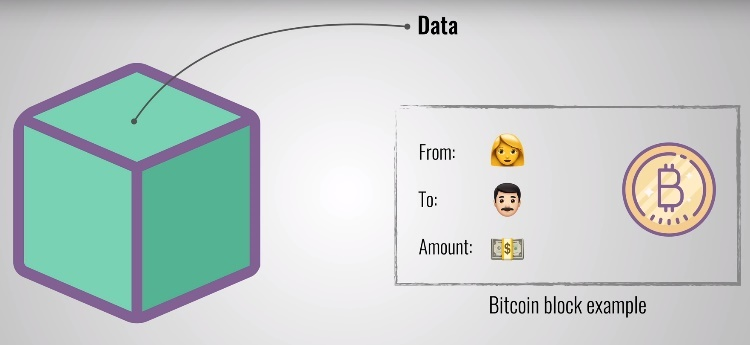 Data
From:
To:
Amount:
Bitcoin block example